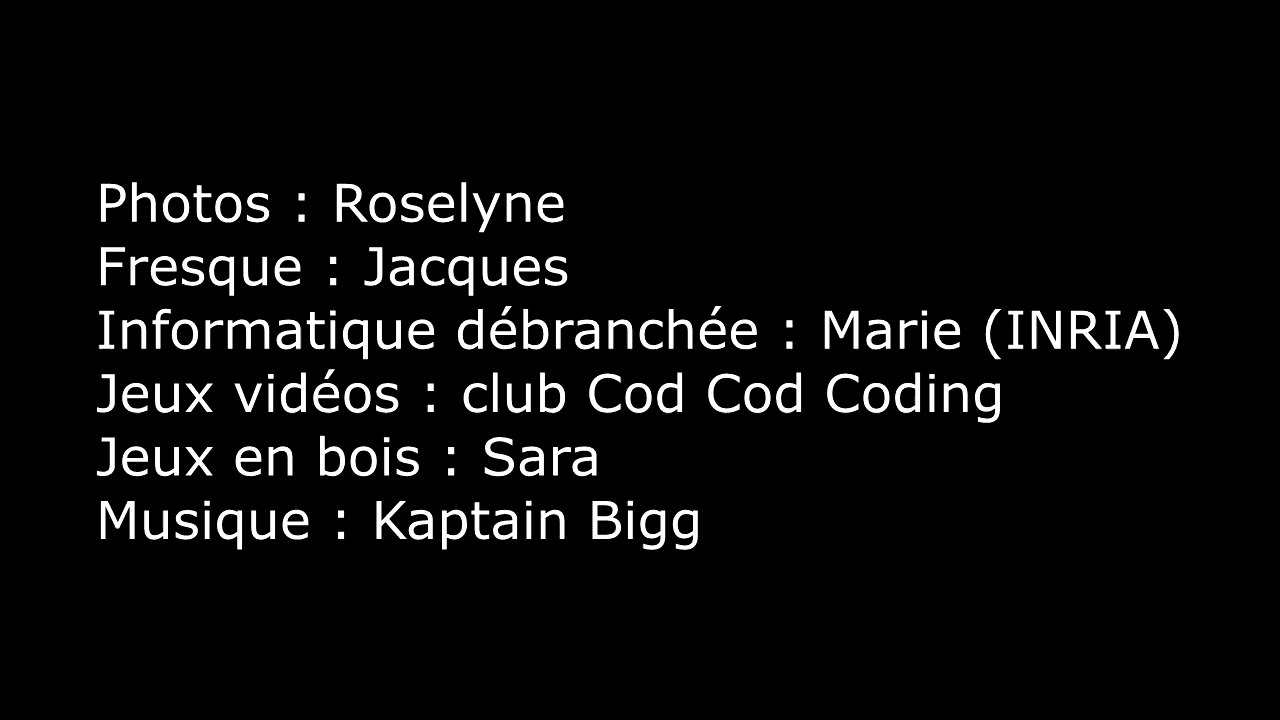 Photos : Roselyne
Fresque : Jacques
Informatique débranchée : Marie (INRIA)
Jeux vidéos : club Cod Cod Coding
Jeux en bois : Sara
Musique : Kaptain Bigg